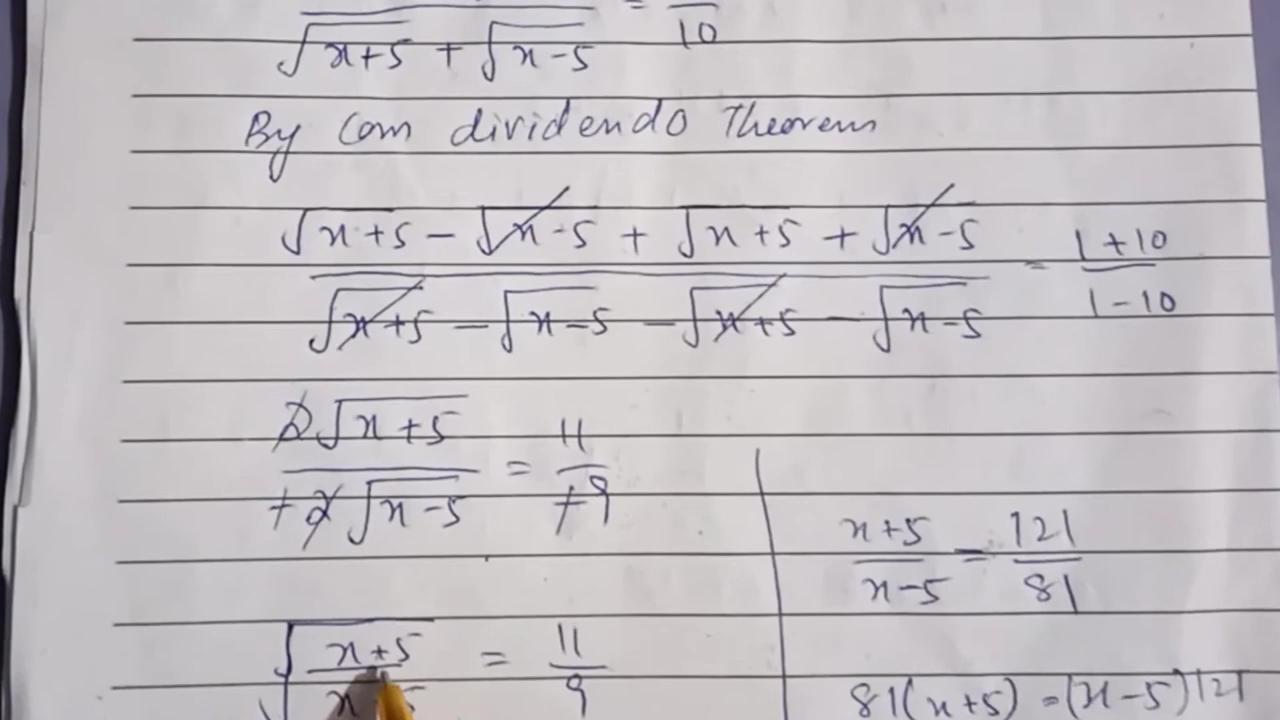 √x+5 + √x-5 = /10
By Com dividendo Theorem
√x+5 - √x-5 + √x+5 + √x-5 = 1+10
√x+5 - √x-5 - √x+5 - √x-5 1-10
2√x+5 = 11
+2√x-5 +9
x+5 = 121
x-5 81
√x+5 = 11
x 5 9
81(x+5) = (x-5)121